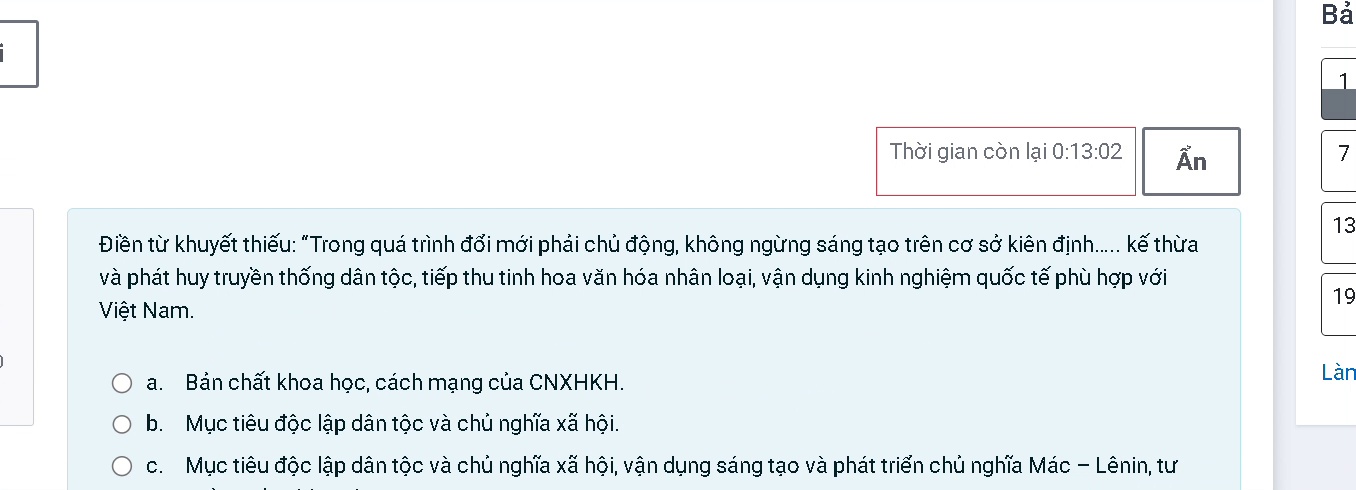 Bả
1
Thời gian còn lại 0:13:02
Ẩn
7
13
19
Làm
Điền từ khuyết thiếu: "Trong quá trình đổi mới phải chủ động, không ngừng sáng tạo trên cơ sở kiên định..... kế thừa
và phát huy truyền thống dân tộc, tiếp thu tinh hoa văn hóa nhân loại, vận dụng kinh nghiệm quốc tế phù hợp với
Việt Nam.
a. Bản chất khoa học, cách mạng của CNXHKH.
b. Mục tiêu độc lập dân tộc và chủ nghĩa xã hội.
c. Mục tiêu độc lập dân tộc và chủ nghĩa xã hội, vận dụng sáng tạo và phát triển chủ nghĩa Mác – Lênin, tư